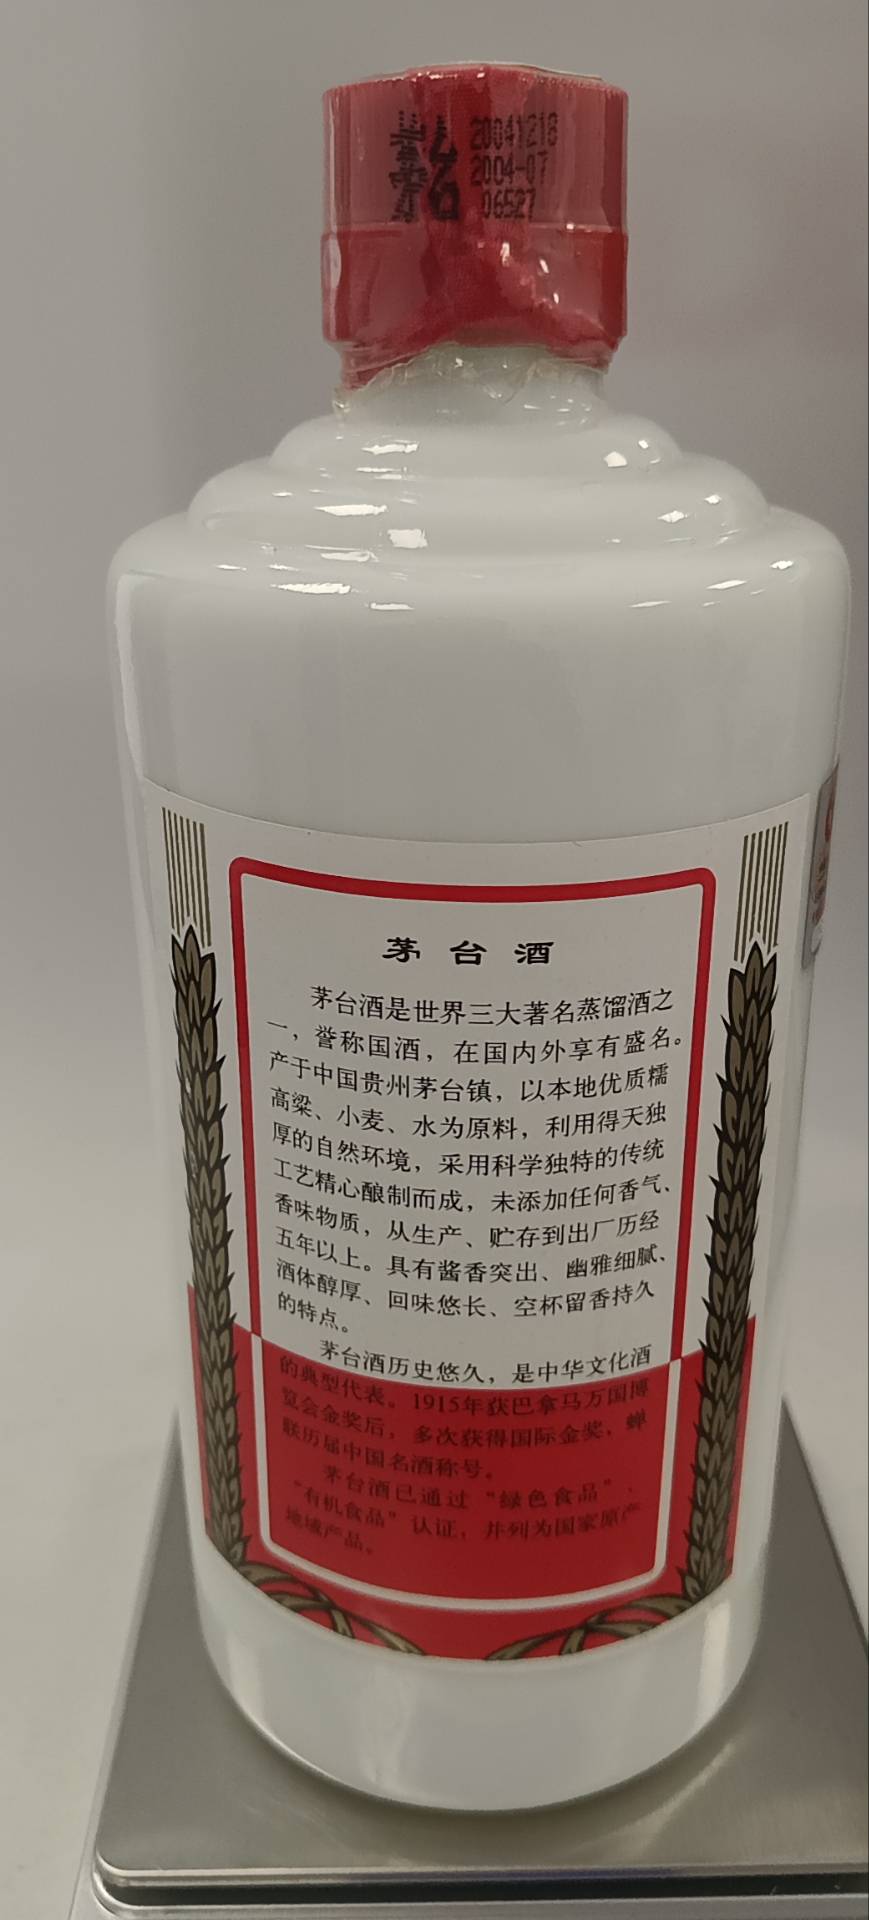 20041218
2004-07
06527
茅台酒
茅台酒是世界三大著名蒸馏酒之
一，誉称国酒，在国内外享有盛名。
产于中国贵州茅台镇，以本地优质糯
高粱、小麦、水为原料，利用得天独
厚的自然环境，采用科学独特的传统
工艺精心酿制而成，未添加任何香气、
香味物质，从生产、贮存到出厂历经
五年以上。具有酱香突出、幽雅细腻、
酒体醇厚、回味悠长、空杯留香持久
的特点。
茅台酒历史悠久，是中华文化酒
的典型代表。1915年获巴拿马万国博
览会金奖后，多次获得国际金奖，蝉
联历届中国名酒称号。
茅台酒已通过“绿色食品”、
“有机食品”认证，并列为国家原产
地域产品。